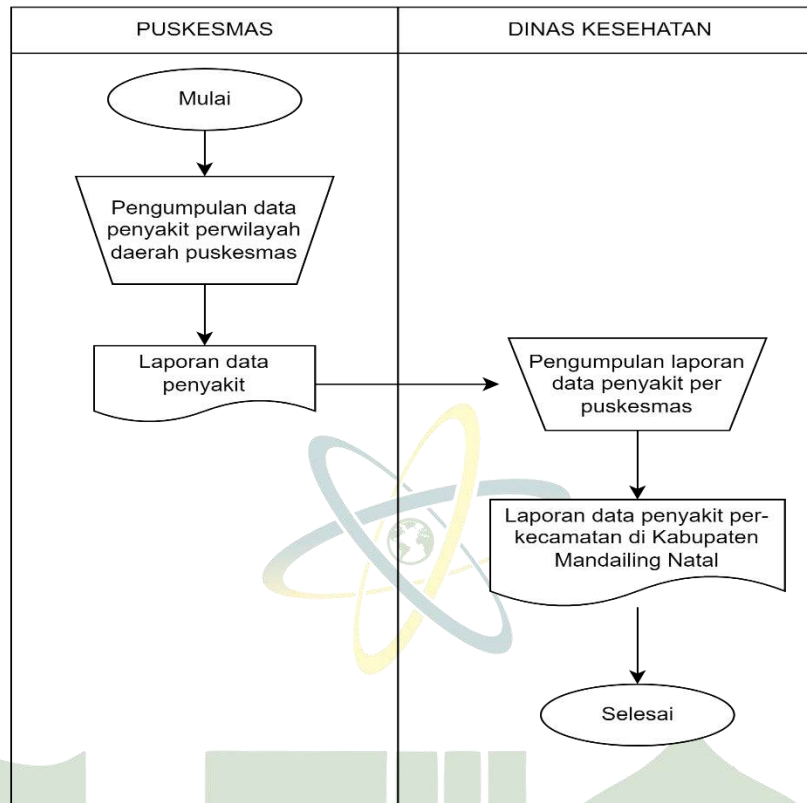 PUSKESMAS
DINAS KESEHATAN
Mulai
Pengumpulan data
penyakit perwilayah
daerah puskesmas
Laporan data
penyakit
Pengumpulan laporan
data penyakit per
puskesmas
Laporan data penyakit per-
kecamatan di Kabupaten
Mandailing Natal
Selesai